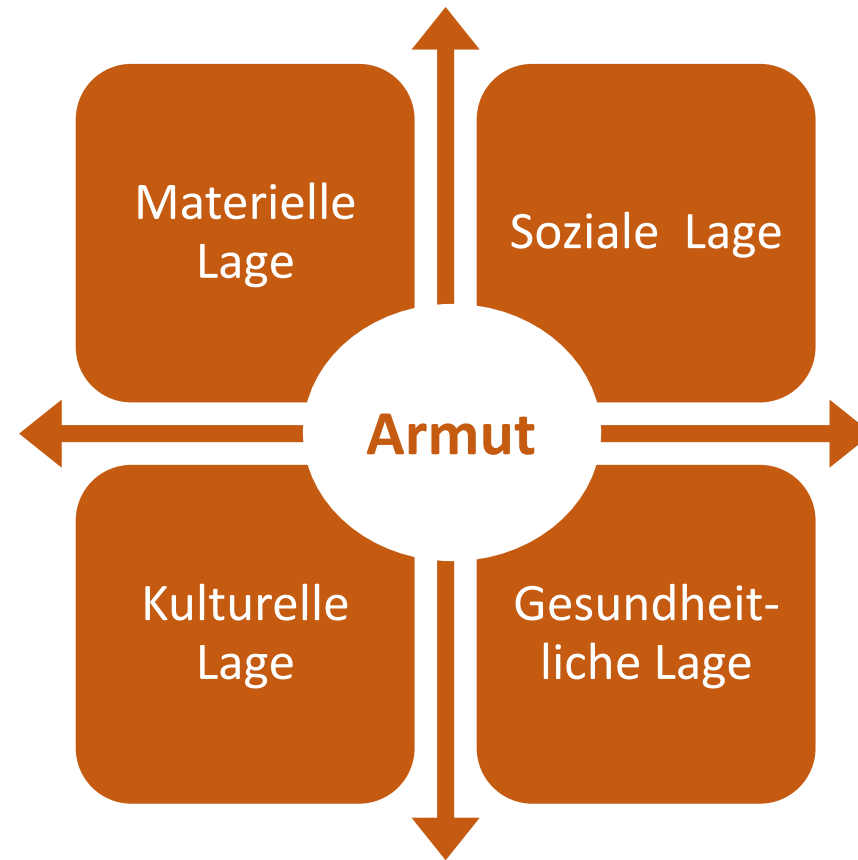 Materielle
Lage
Soziale Lage
Armut
Kulturelle
Lage
Gesundheit-
liche Lage